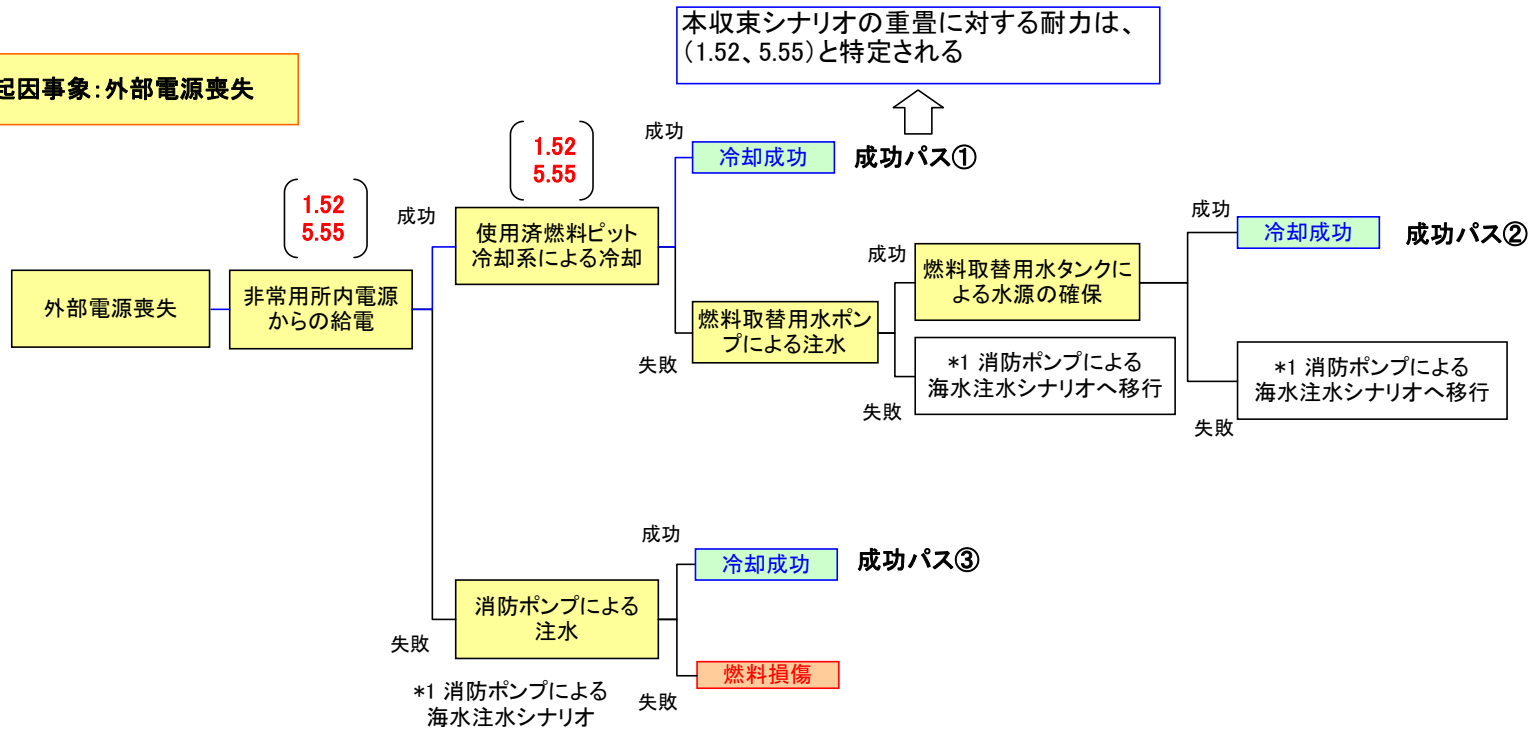 本収束シナリオの重畳に対する耐力は、
(1.52、5.55)と特定される
起因事象：外部電源喪失
1.52
5.55
1.52
5.55
成功
冷却成功
成功パス①
成功
使用済燃料ピット
冷却系による冷却
成功
冷却成功
成功パス②
外部電源喪失
非常用所内電源
からの給電
成功
燃料取替用水タンクに
よる水源の確保
燃料取替用水ポン
プによる注水
失敗
*1 消防ポンプによる
海水注水シナリオへ移行
失敗
*1 消防ポンプによる
海水注水シナリオへ移行
失敗
成功
冷却成功
成功パス③
消防ポンプによる
注水
失敗
燃料損傷
失敗
*1 消防ポンプによる
海水注水シナリオ